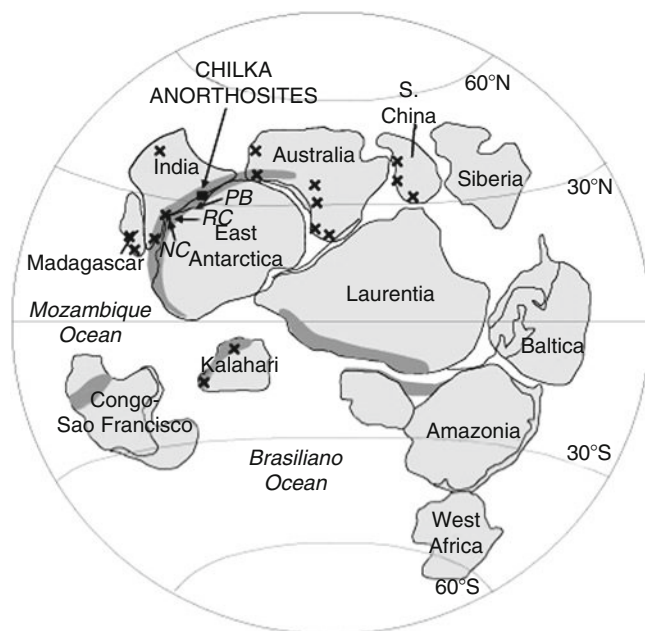 60°N
CHILKA
ANORTHOSITES
S.
China
India
Australia
Siberia
30°N
PB
RC
East
Antarctica
NC
Madagascar
Laurentia
Mozambique
Ocean
Baltica
Kalahari
Congo-
Sao Francisco
Amazonia
Brasiliano
Ocean
30°S
West
Africa
60°S